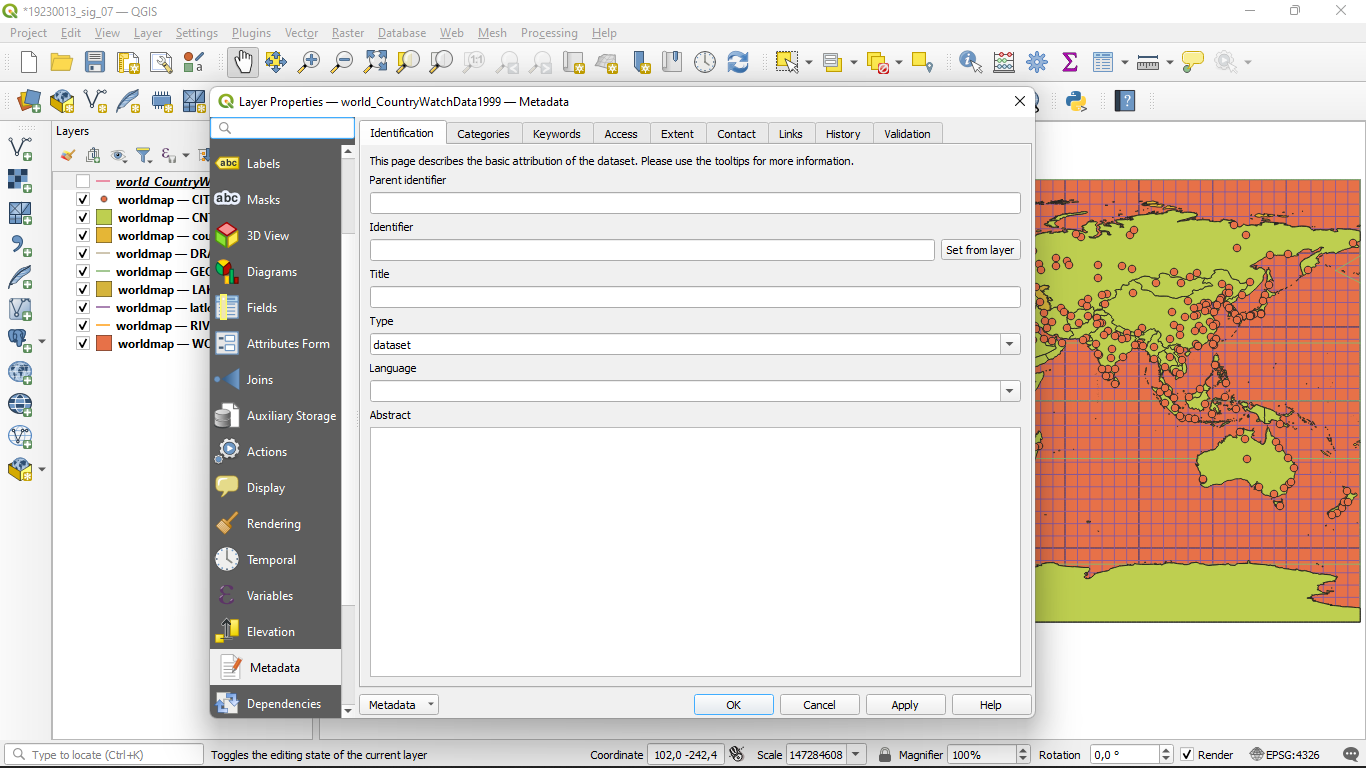 *19230013_sig_07 — QGIS
Project Edit View Layer Settings Plugins Vector Raster Database Web Mesh Processing Help
Layer Properties — world_CountryWatchData1999 — Metadata
Layers
world_CountryW
worldmap — CIT
worldmap — CN
worldmap — cou
worldmap — DRA
worldmap — GEO
worldmap — LAK
worldmap — latlo
worldmap — RIV
worldmap — WO
abc Labels
abc Masks
3D View
Diagrams
Fields
Attributes Form
Joins
Auxiliary Storage
Actions
Display
Rendering
Temporal
ε Variables
Elevation
Metadata
Dependencies
Identification Categories Keywords Access Extent Contact Links History Validation
This page describes the basic attribution of the dataset. Please use the tooltips for more information.
Parent identifier
Identifier
Set from layer
Title
Type
dataset
Language
Abstract
Metadata OK Cancel Apply Help
Type to locate (Ctrl+K) Toggles the editing state of the current layer Coordinate 102,0 -242,4 Scale 147284608 Magnifier 100% Rotation 0,0 ° Render EPSG:4326